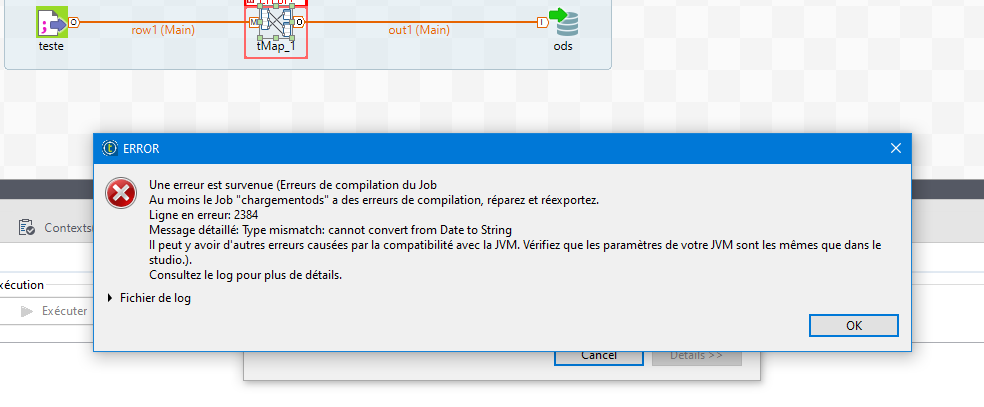 teste
O
row1 (Main)
M
O
tMap_1
out1 (Main)
I
ods
ERROR
Une erreur est survenue (Erreurs de compilation du Job
Au moins le Job "chargementods" a des erreurs de compilation, réparez et réexportez.
Ligne en erreur: 2384
Message détaillé: Type mismatch: cannot convert from Date to String
Il peut y avoir d'autres erreurs causées par la compatibilité avec la JVM. Vérifiez que les paramètres de votre JVM sont les mêmes que dans le
studio.).
Consultez le log pour plus de détails.
Fichier de log
OK
Contexts
xécution
Exécuter
Cancel
Details >>